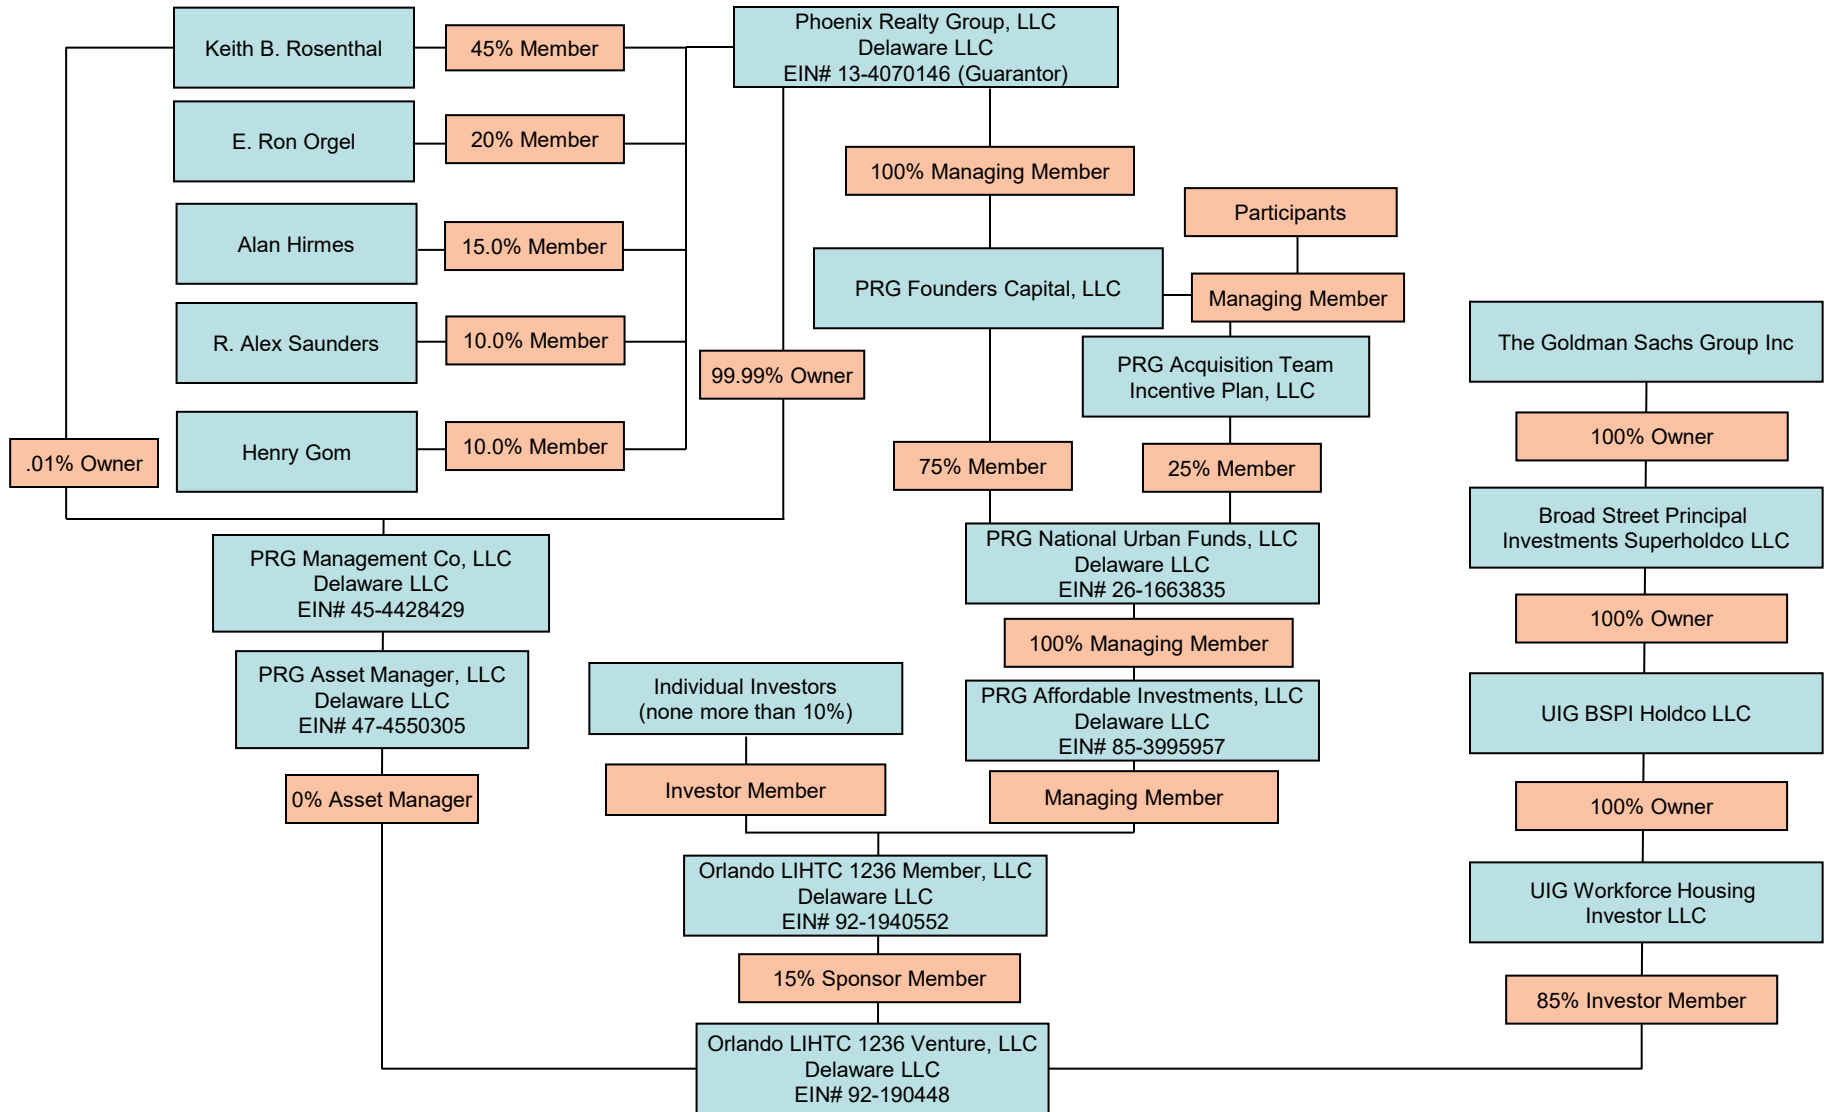 Keith B. Rosenthal
45% Member
Phoenix Realty Group, LLC
Delaware LLC
EIN# 13-4070146 (Guarantor)
E. Ron Orgel
20% Member
100% Managing Member
Participants
Alan Hirmes
15.0% Member
PRG Founders Capital, LLC
Managing Member
R. Alex Saunders
10.0% Member
99.99% Owner
PRG Acquisition Team
Incentive Plan, LLC
The Goldman Sachs Group Inc
.01% Owner
Henry Gom
10.0% Member
75% Member
25% Member
100% Owner
PRG Management Co, LLC
Delaware LLC
EIN# 45-4428429
PRG National Urban Funds, LLC
Delaware LLC
EIN# 26-1663835
Broad Street Principal
Investments Superholdco LLC
100% Managing Member
100% Owner
PRG Asset Manager, LLC
Delaware LLC
EIN# 47-4550305
Individual Investors
(none more than 10%)
PRG Affordable Investments, LLC
Delaware LLC
EIN# 85-3995957
UIG BSPI Holdco LLC
0% Asset Manager
Investor Member
Managing Member
100% Owner
Orlando LIHTC 1236 Member, LLC
Delaware LLC
EIN# 92-1940552
UIG Workforce Housing
Investor LLC
15% Sponsor Member
85% Investor Member
Orlando LIHTC 1236 Venture, LLC
Delaware LLC
EIN# 92-190448